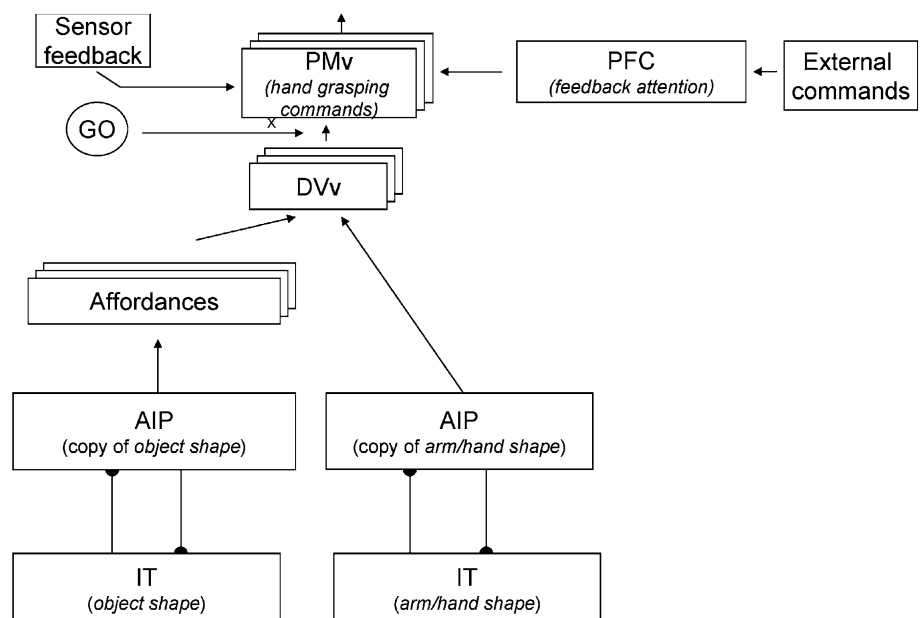 Sensor
feedback
PMv
(hand grasping
commands)
PFC
(feedback attention)
External
commands
x
GO
DVv
Affordances
AIP
(copy of object shape)
AIP
(copy of arm/hand shape)
IT
(object shape)
IT
(arm/hand shape)